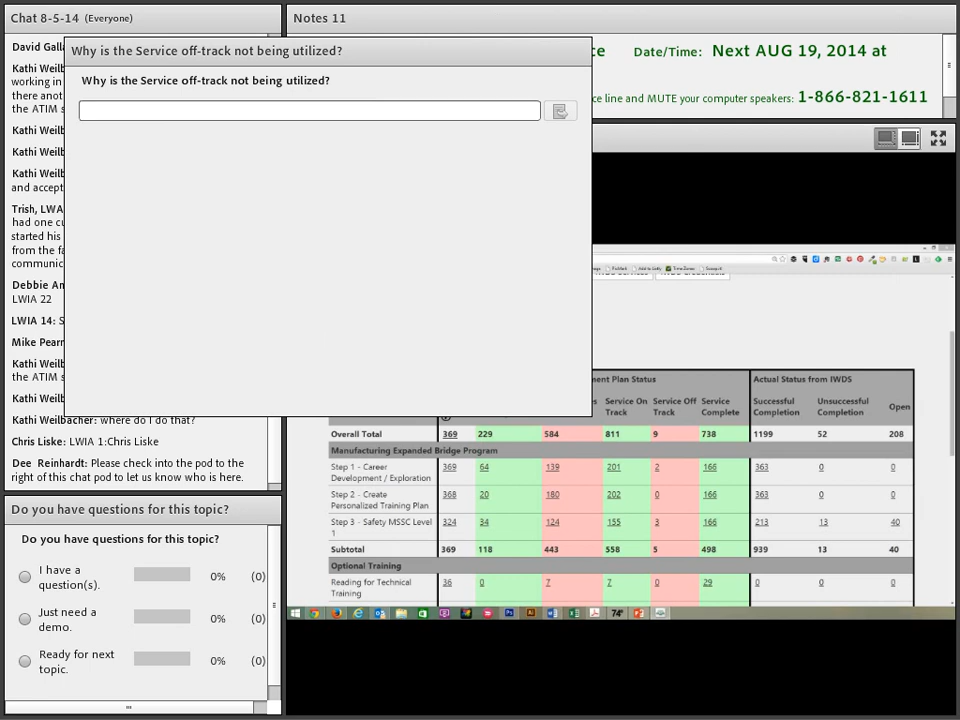 Chat 8-5-14 (Everyone)
Notes 11
David Galla
Kathi Weilb
working in
there anot
the ATIM s
Kathi Weilb
Kathi Weilb
Kathi Weilb
and accept
Trish, LWA
had one cu
started his
from the fa
communic
Debbie An
LWIA 22
LWIA 14: S
Mike Pearn
Kathi Weilb
the ATIM s
Kathi Weilb
Kathi Weilbacher: where do I do that?
Chris Liske: LWIA 1:Chris Liske
Dee Reinhardt: Please check into the pod to the
right of this chat pod to let us know who is here.
Why is the Service off-track not being utilized?
Why is the Service off-track not being utilized?
ce Date/Time: Next AUG 19, 2014 at
ce line and MUTE your computer speakers: 1-866-821-1611
ent Plan Status Actual Status from IWDS
Service On Track Service Off Track Service Complete Successful Completion Unsuccessful Completion Open
Overall Total 369 229 584 811 9 738 1199 52 208
Manufacturing Expanded Bridge Program
Step 1 - Career Development / Exploration 369 64 139 201 2 166 363 0 0
Step 2 - Create Personalized Training Plan 368 20 180 202 0 166 363 0 0
Step 3 - Safety MSSC Level 1 324 34 124 155 3 166 213 13 40
Subtotal 369 118 443 558 5 498 939 13 40
Optional Training
Reading for Technical Training 36 0 7 7 0 29 0 0 0
74°
Do you have questions for this topic?
Do you have questions for this topic?
I have a question(s). 0% (0)
Just need a demo. 0% (0)
Ready for next topic. 0% (0)